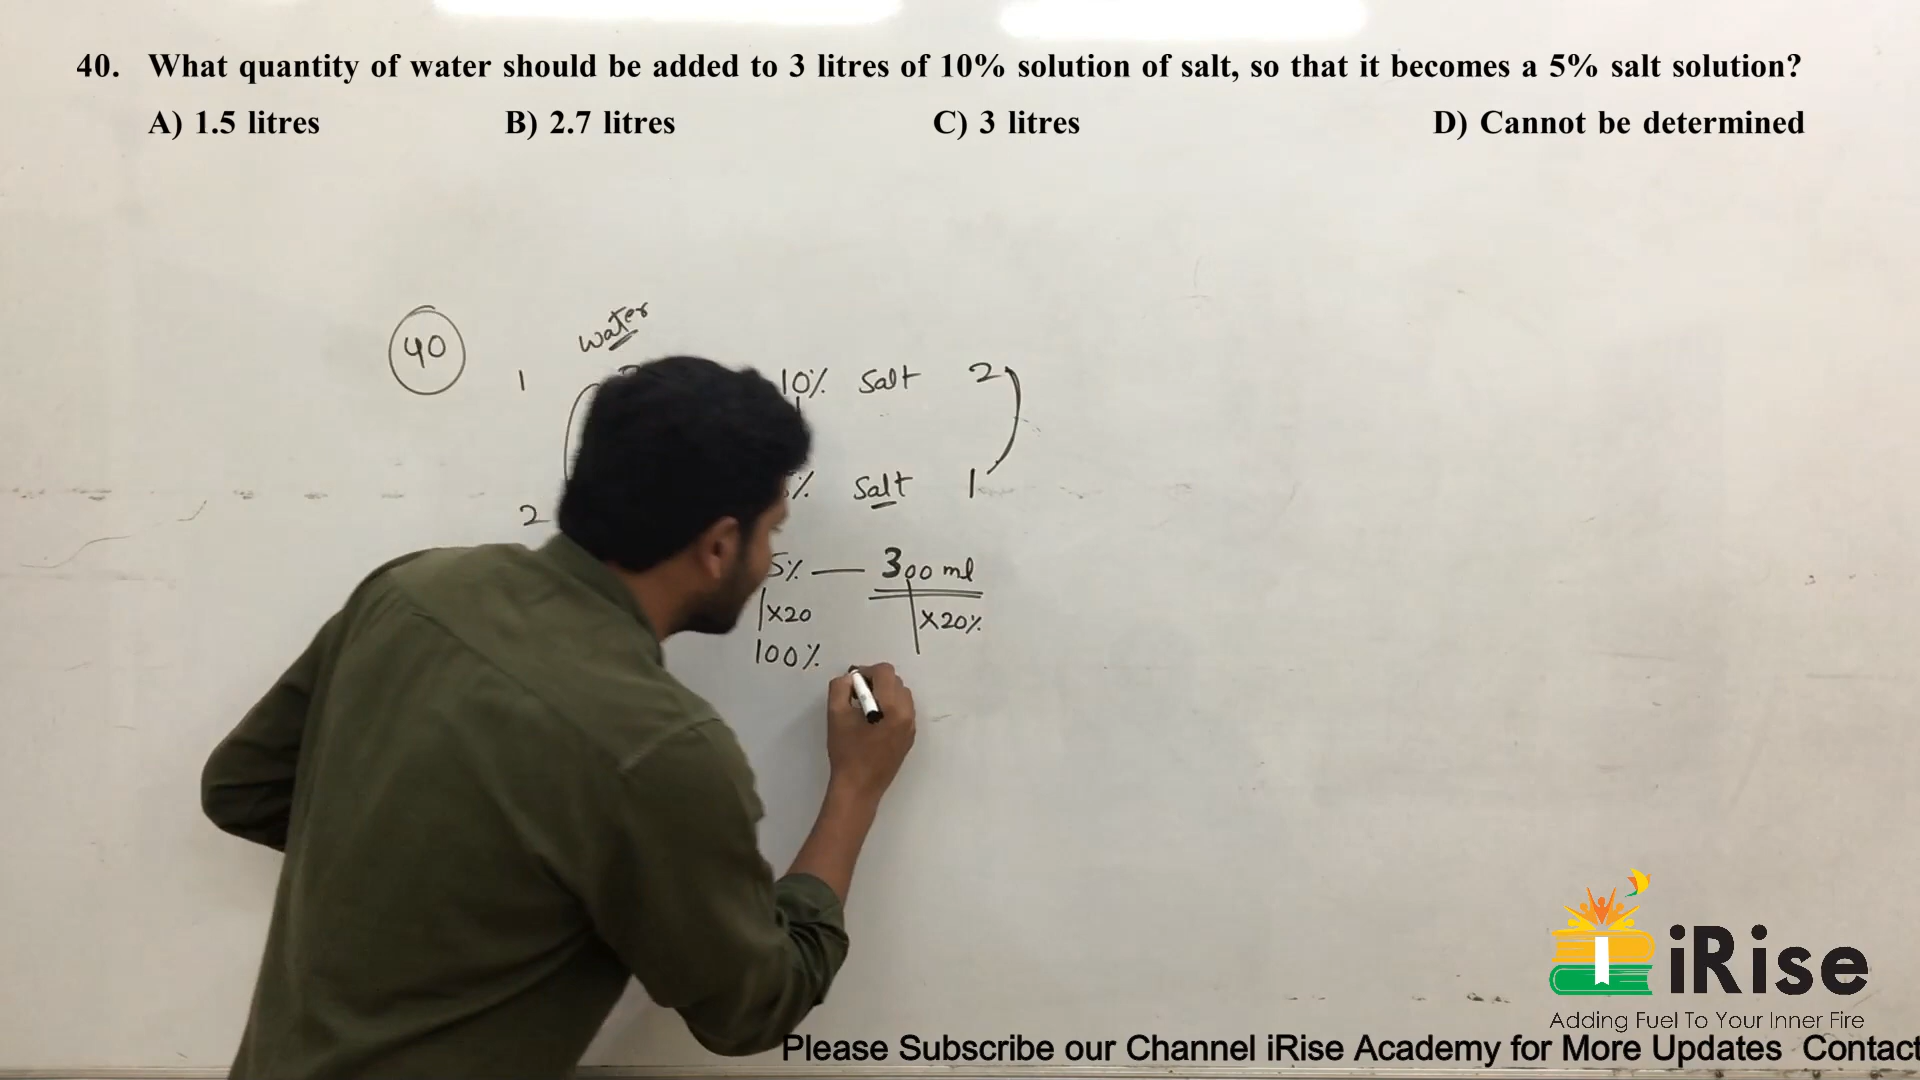 40. What quantity of water should be added to 3 litres of 10% solution of salt, so that it becomes a 5% salt solution?
A) 1.5 litres B) 2.7 litres C) 3 litres D) Cannot be determined
water
40
1 10% Salt 2
% Salt 1
2
5% — 300 ml
x20 x20%
100%
iRise
Adding Fuel To Your Inner Fire
Please Subscribe our Channel iRise Academy for More Updates Contact